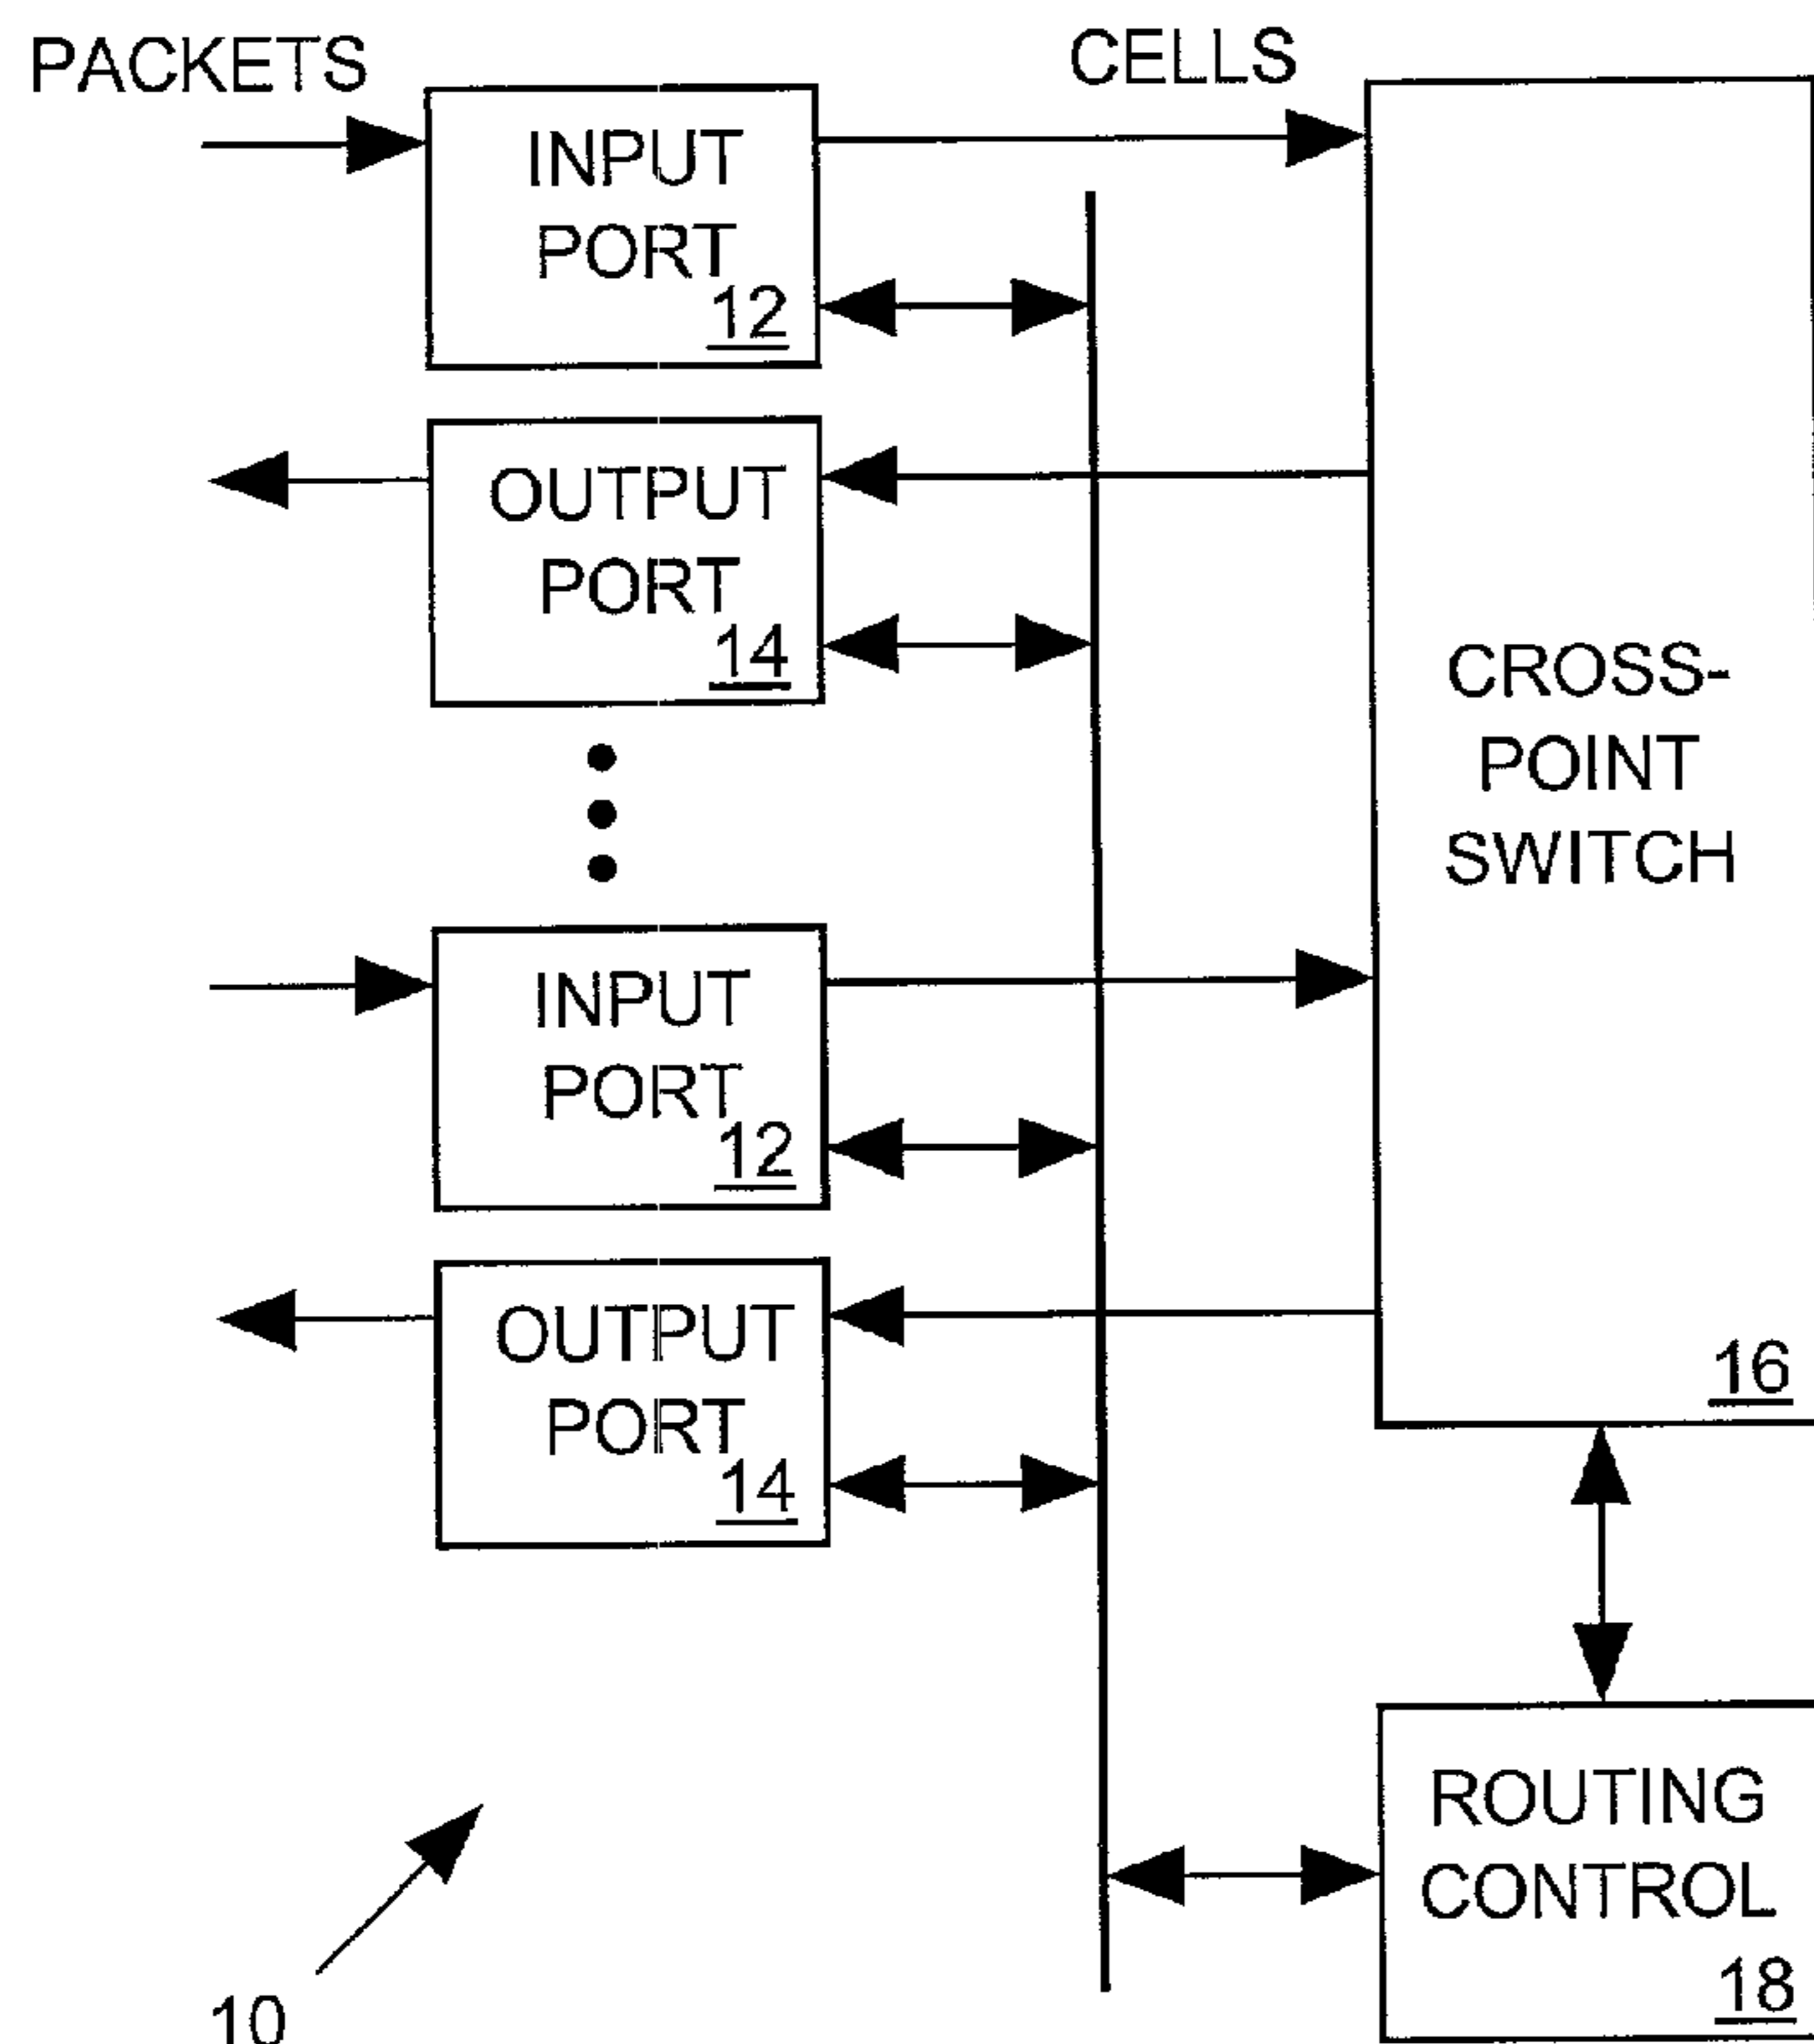 PACKETS
CELLS
INPUT
PORT
12
OUTPUT
PORT
14
CROSS-
POINT
SWITCH
INPUT
PORT
12
OUTPUT
PORT
14
16
ROUTING
CONTROL
18
10